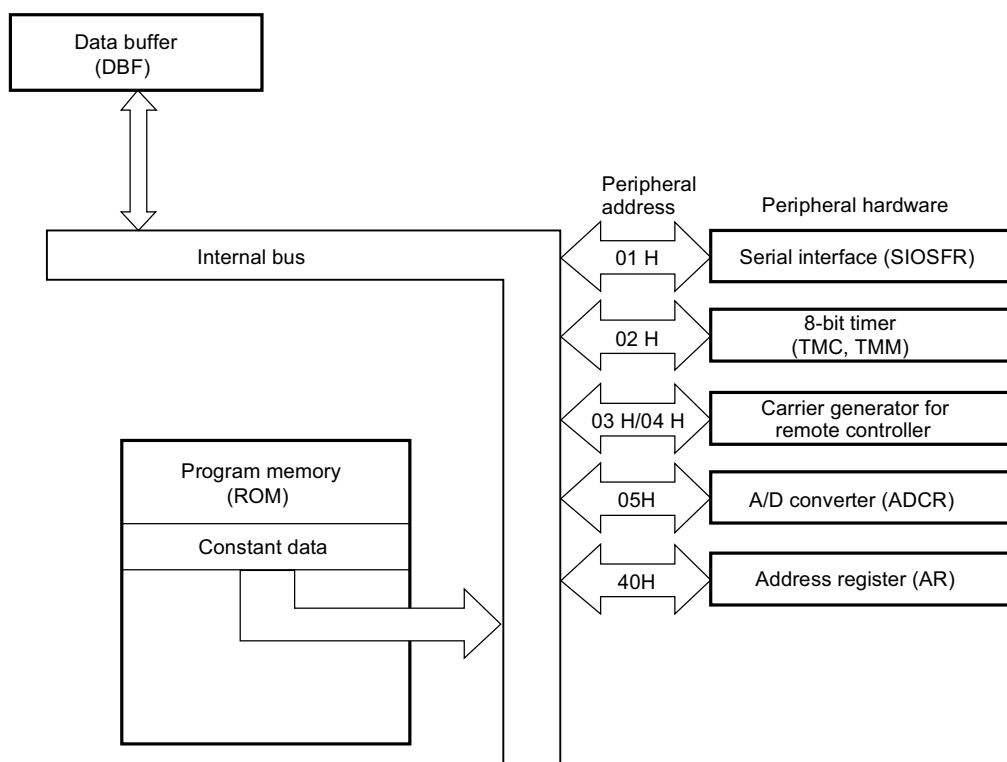 Data buffer
(DBF)
Peripheral
address
Peripheral hardware
Internal bus
01 H
Serial interface (SIOSFR)
02 H
8-bit timer
(TMC, TMM)
03 H/04 H
Carrier generator for
remote controller
Program memory
(ROM)
05H
A/D converter (ADCR)
Constant data
40H
Address register (AR)